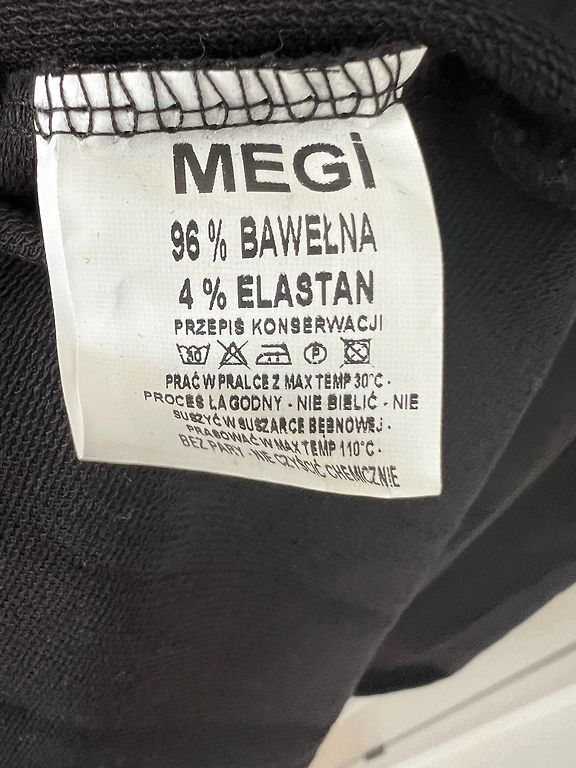 MEGi
96 % BAWEŁNA
4 % ELASTAN
PRZEPIS KONSERWACJI
30 P
PRAĆ W PRALCE Z MAX TEMP 30°C -
PROCES ŁAGODNY - NIE BIELIĆ - NIE
SUSZYĆ W SUSZARCE BĘBNOWEJ -
PRASOWAĆ W MAX TEMP 110°C -
BEZ PARY - NIE CZYŚCIĆ CHEMICZNIE